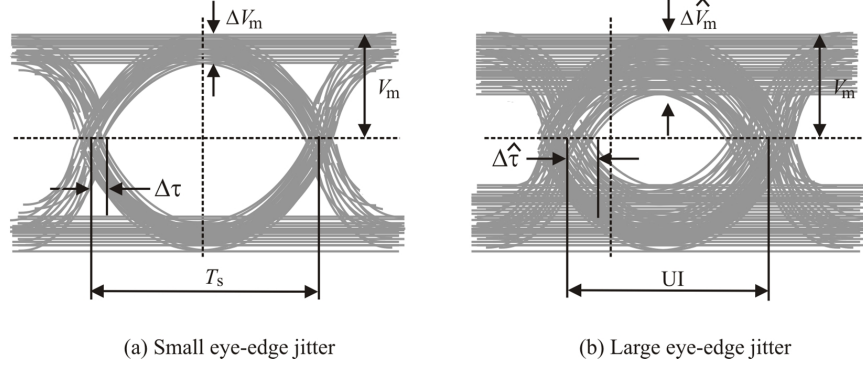 ΔVₘ
Vₘ
Δτ
Tₛ
(a) Small eye-edge jitter
ΔV̂ₘ
Vₘ
Δτ̂
UI
(b) Large eye-edge jitter